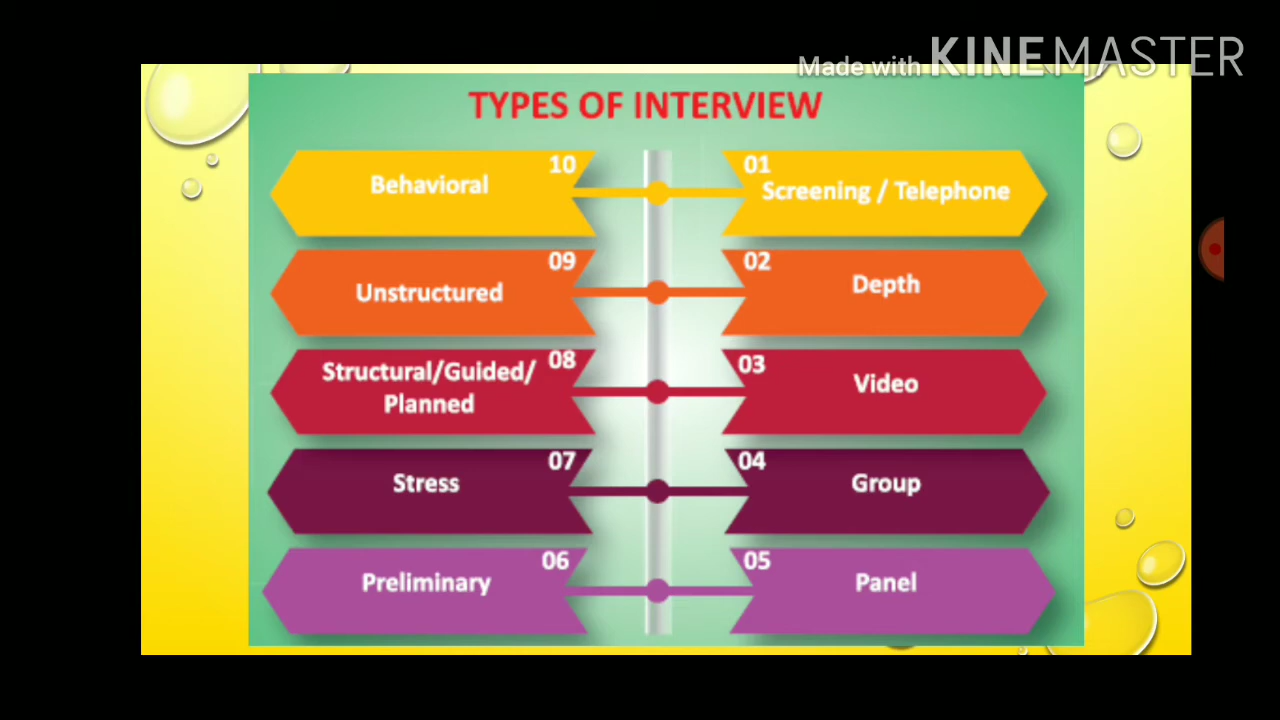 Made with KINEMASTER
TYPES OF INTERVIEW
10
Behavioral
01
Screening / Telephone
09
Unstructured
02
Depth
08
Structural/Guided/
Planned
03
Video
07
Stress
04
Group
06
Preliminary
05
Panel